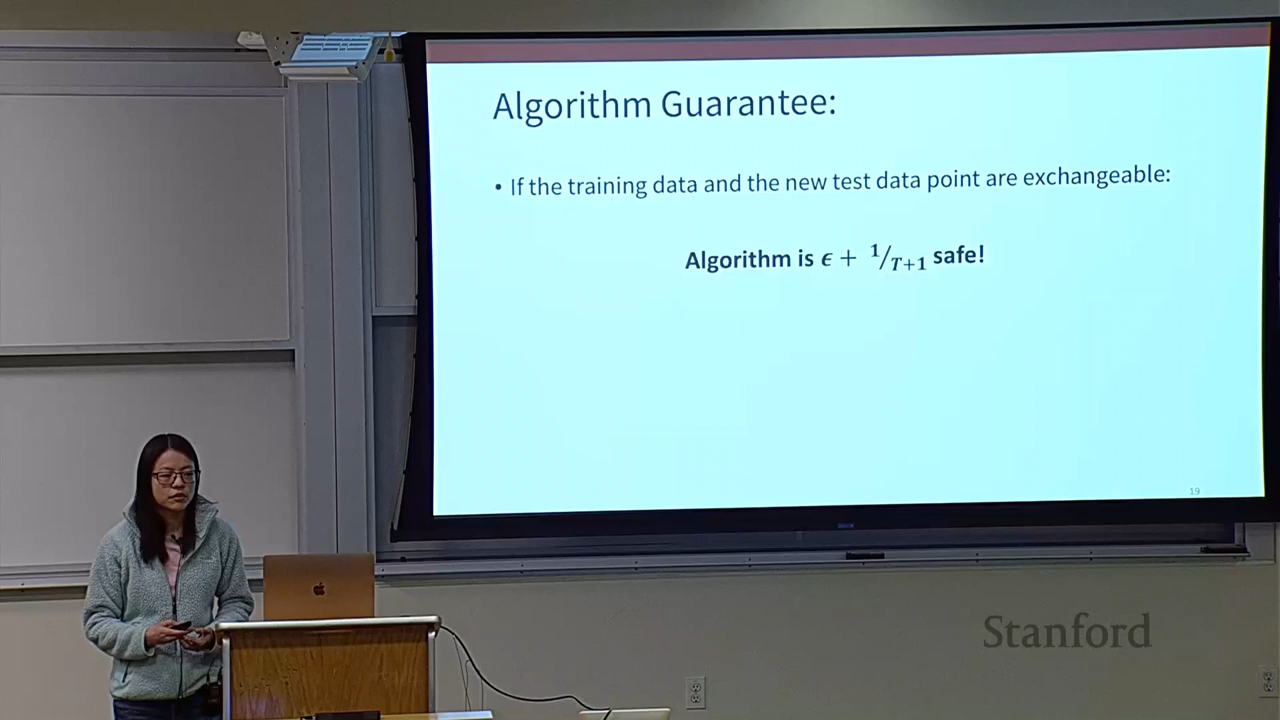 Algorithm Guarantee:
• If the training data and the new test data point are exchangeable:
Algorithm is ϵ + 1/T+1 safe!
19
Stanford